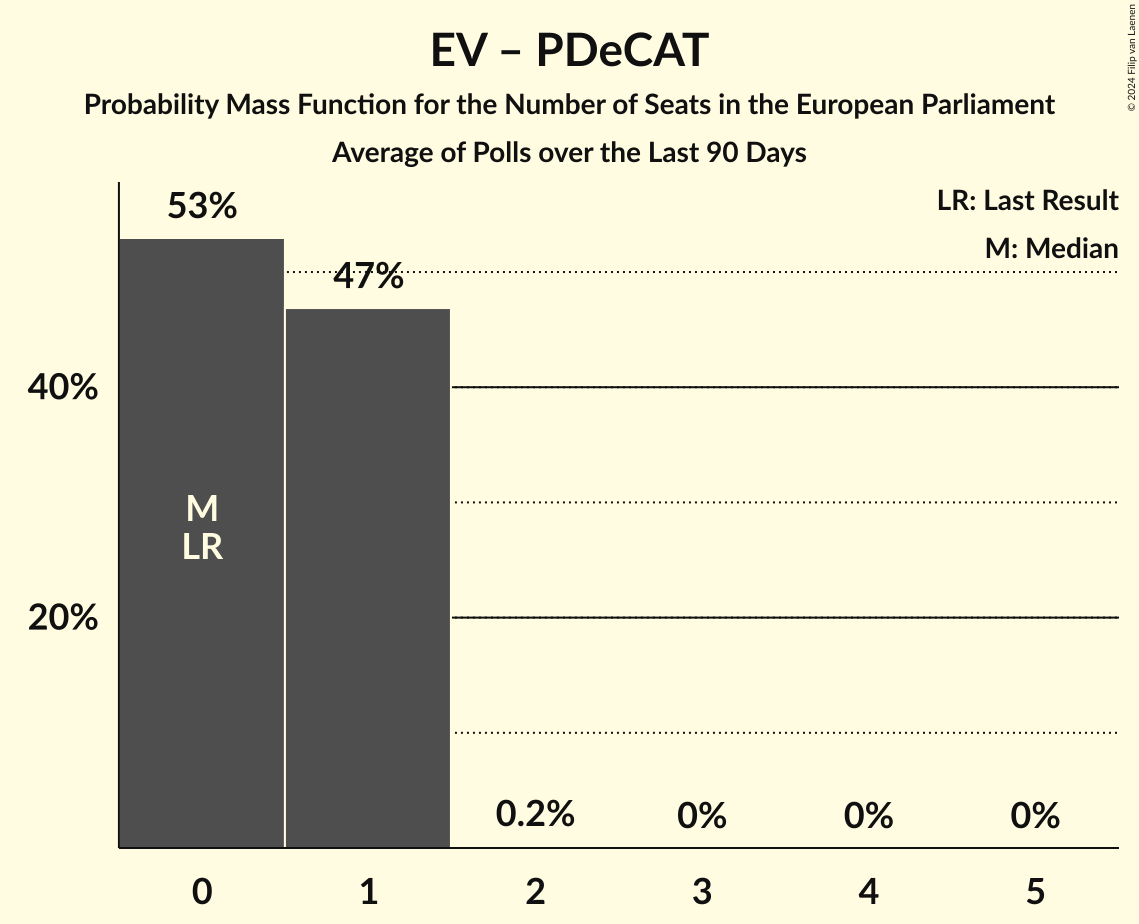 EV – PDeCAT
Probability Mass Function for the Number of Seats in the European Parliament
Average of Polls over the Last 90 Days
© 2024 Filip van Laenen
LR: Last Result
M: Median
53%
47%
40%
M
LR
20%
0.2%
0%
0%
0%
0
1
2
3
4
5